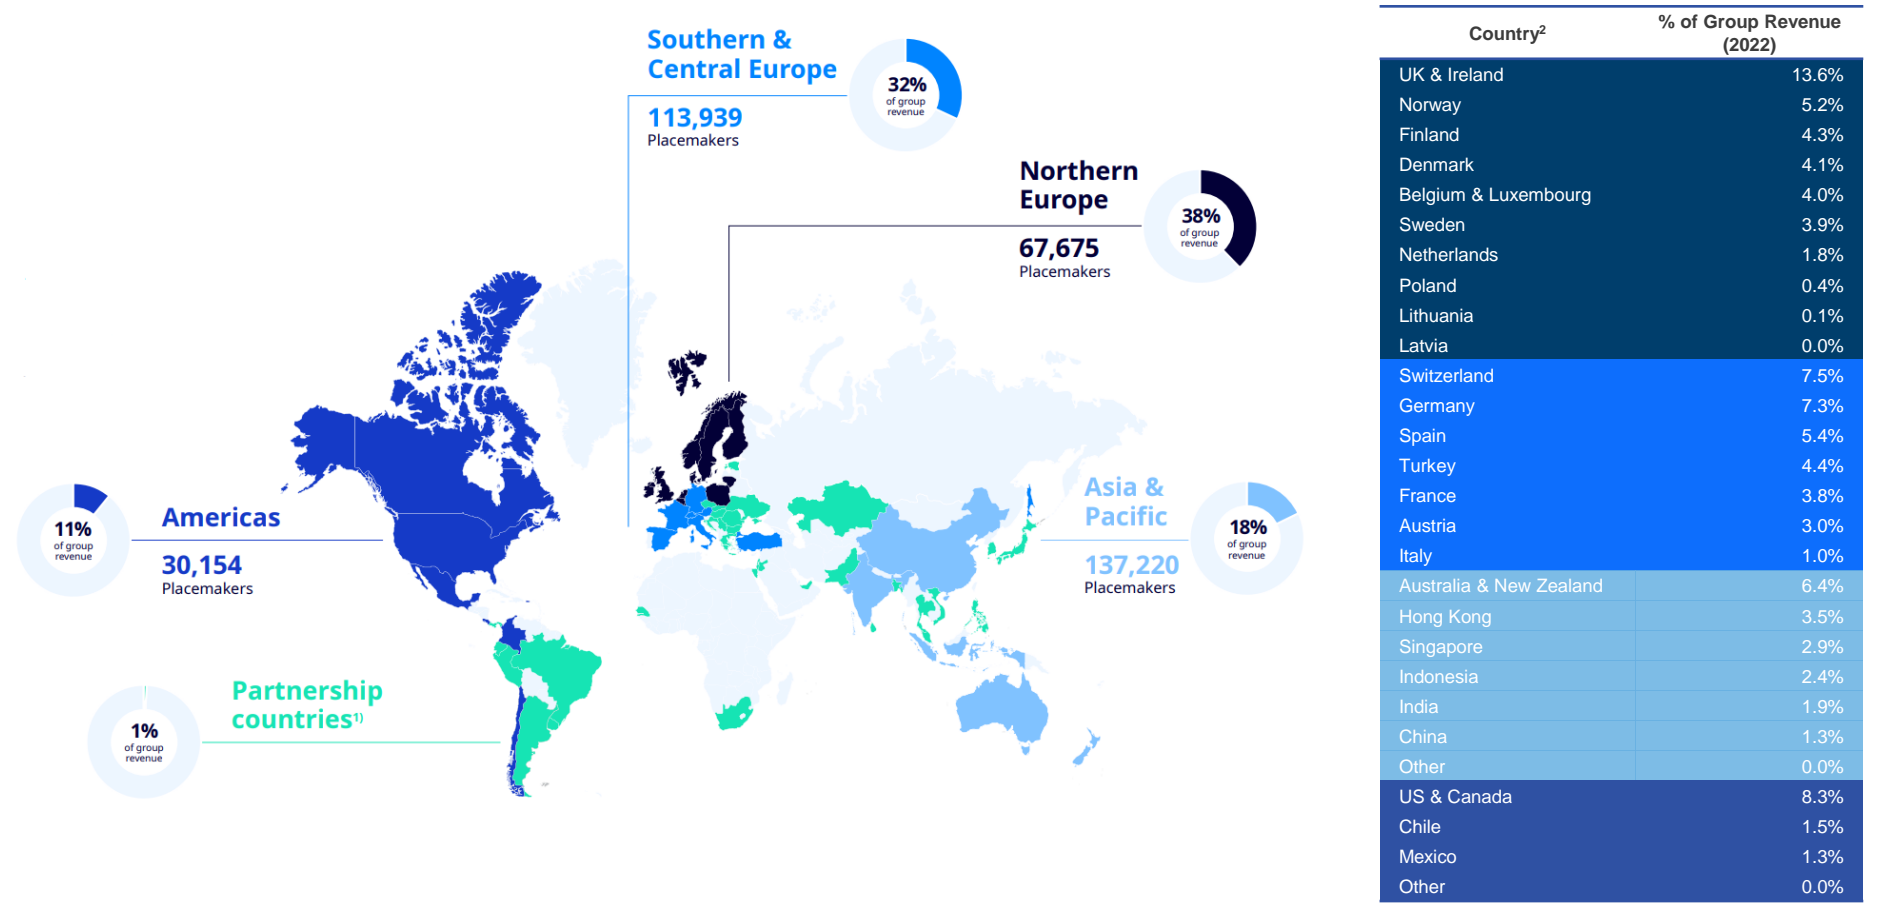 Southern &
Central Europe
113,939
Placemakers
32%
of group
revenue
Northern
Europe
67,675
Placemakers
38%
of group
revenue
11%
of group
revenue
Americas
30,154
Placemakers
Asia &
Pacific
137,220
Placemakers
18%
of group
revenue
1%
of group
revenue
Partnership
countries¹⁾
Country² % of Group Revenue
(2022)
UK & Ireland 13.6%
Norway 5.2%
Finland 4.3%
Denmark 4.1%
Belgium & Luxembourg 4.0%
Sweden 3.9%
Netherlands 1.8%
Poland 0.4%
Lithuania 0.1%
Latvia 0.0%
Switzerland 7.5%
Germany 7.3%
Spain 5.4%
Turkey 4.4%
France 3.8%
Austria 3.0%
Italy 1.0%
Australia & New Zealand 6.4%
Hong Kong 3.5%
Singapore 2.9%
Indonesia 2.4%
India 1.9%
China 1.3%
Other 0.0%
US & Canada 8.3%
Chile 1.5%
Mexico 1.3%
Other 0.0%